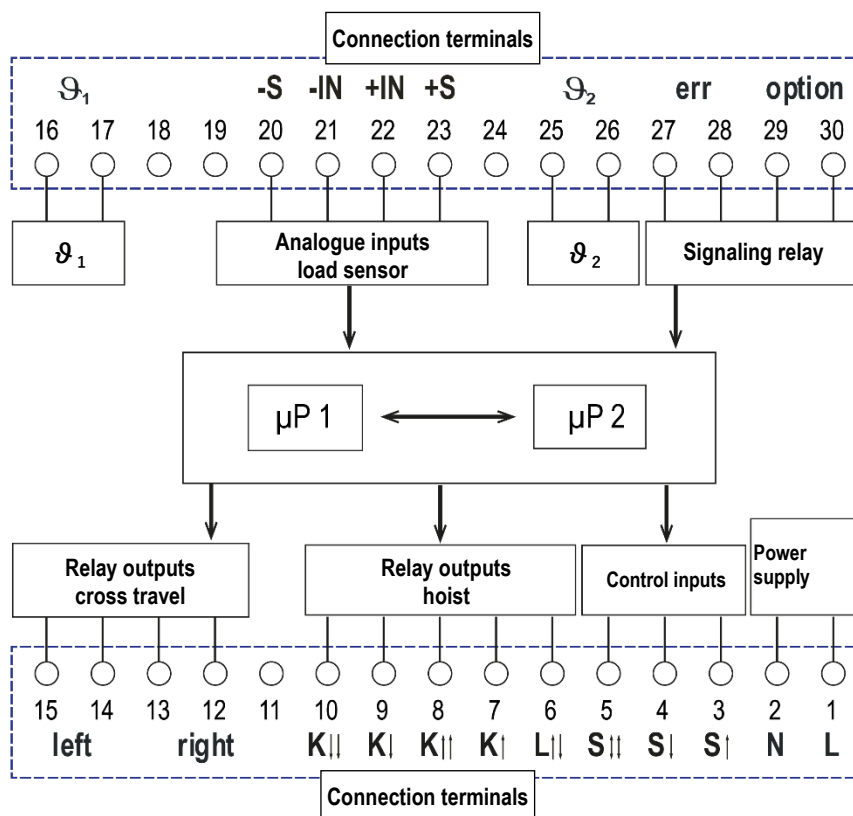 Connection terminals
ϑ₁ -S -IN +IN +S ϑ₂ err option
16 17 18 19 20 21 22 23 24 25 26 27 28 29 30
ϑ 1
Analogue inputs
load sensor
ϑ 2
Signaling relay
µP 1
µP 2
Relay outputs
cross travel
Relay outputs
hoist
Control inputs
Power
supply
15 14 13 12 11 10 9 8 7 6 5 4 3 2 1
left right K↓↓ K↓ K↑↑ K↑ L↑↓ S↓↓ S↓ S↑ N L
Connection terminals